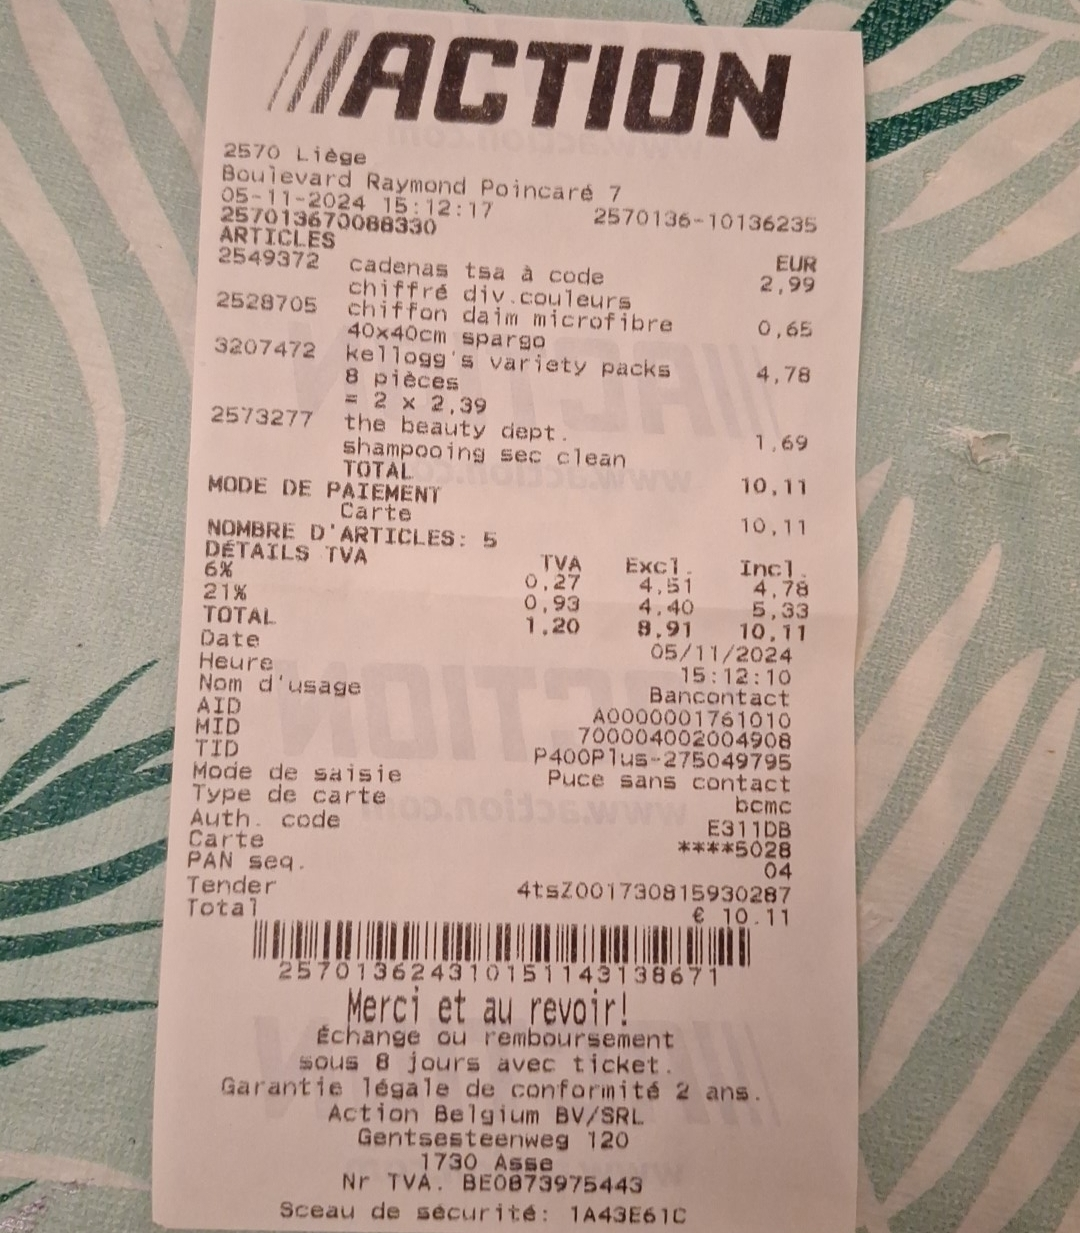 ACTION
2570 Liège
Boulevard Raymond Poincaré 7
05-11-2024 15:12:17 2570136-10136235
257013670088330
ARTICLES EUR
2549372 cadenas tsa à code 2,99
chiffré div.couleurs
2528705 chiffon daim microfibre 0,65
40x40cm spargo
3207472 kellogg's variety packs 4,78
8 pièces
= 2 x 2,39
2573277 the beauty dept. 1,69
shampooing sec clean
TOTAL 10,11
MODE DE PAIEMENT
Carte 10,11
NOMBRE D'ARTICLES: 5
DÉTAILS TVA TVA Excl. Incl.
6% 0,27 4,51 4,78
21% 0,93 4,40 5,33
TOTAL 1,20 8,91 10,11
Date 05/11/2024
Heure 15:12:10
Nom d'usage Bancontact
AID A0000001761010
MID 700004002004908
TID P400Plus-275049795
Mode de saisie Puce sans contact
Type de carte bcmc
Auth. code E311DB
Carte ****5028
PAN seq. 04
Tender 4tsZ001730815930287
Total € 10.11
257013624310151143138671
Merci et au revoir!
Échange ou remboursement
sous 8 jours avec ticket.
Garantie légale de conformité 2 ans.
Action Belgium BV/SRL
Gentsesteenweg 120
1730 Asse
Nr TVA. BE0873975443
Sceau de sécurité: 1A43E61C